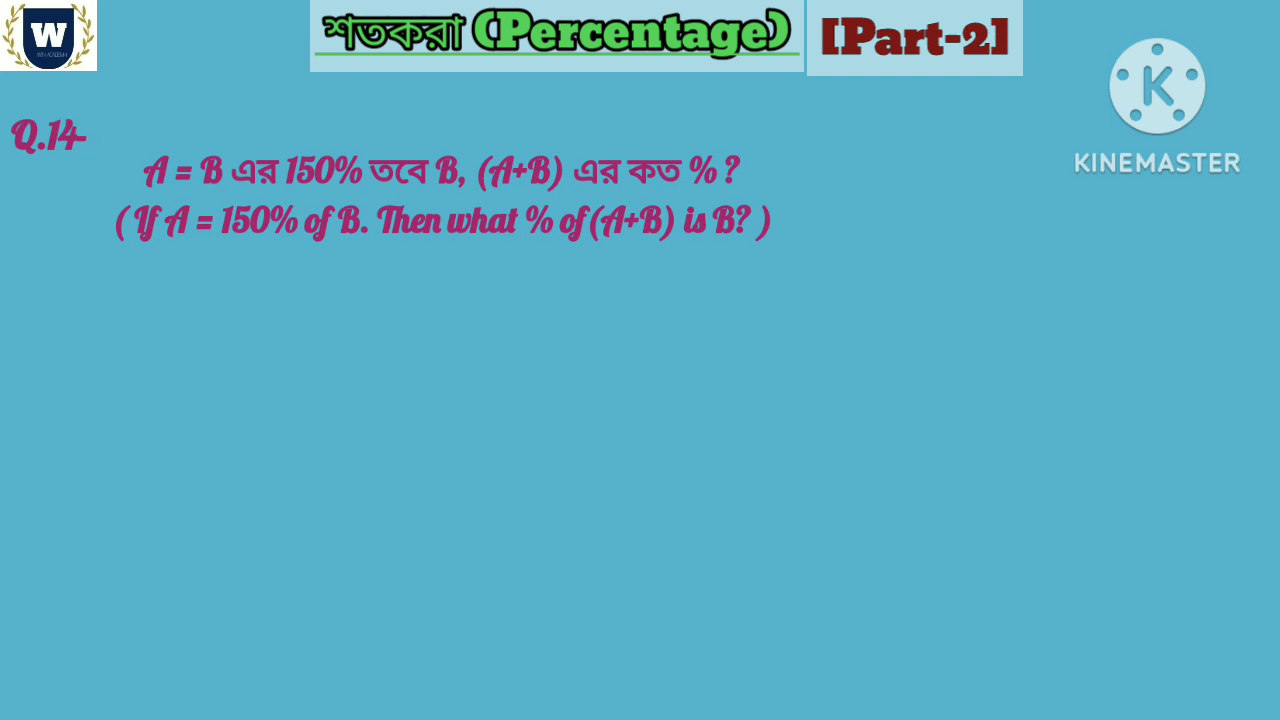 W
শতকরা (Percentage)
[Part-2]
K
KINEMASTER
Q.14-
A = B এর 150% তবে B, (A+B) এর কত % ?
( If A = 150% of B. Then what % of (A+B) is B? )